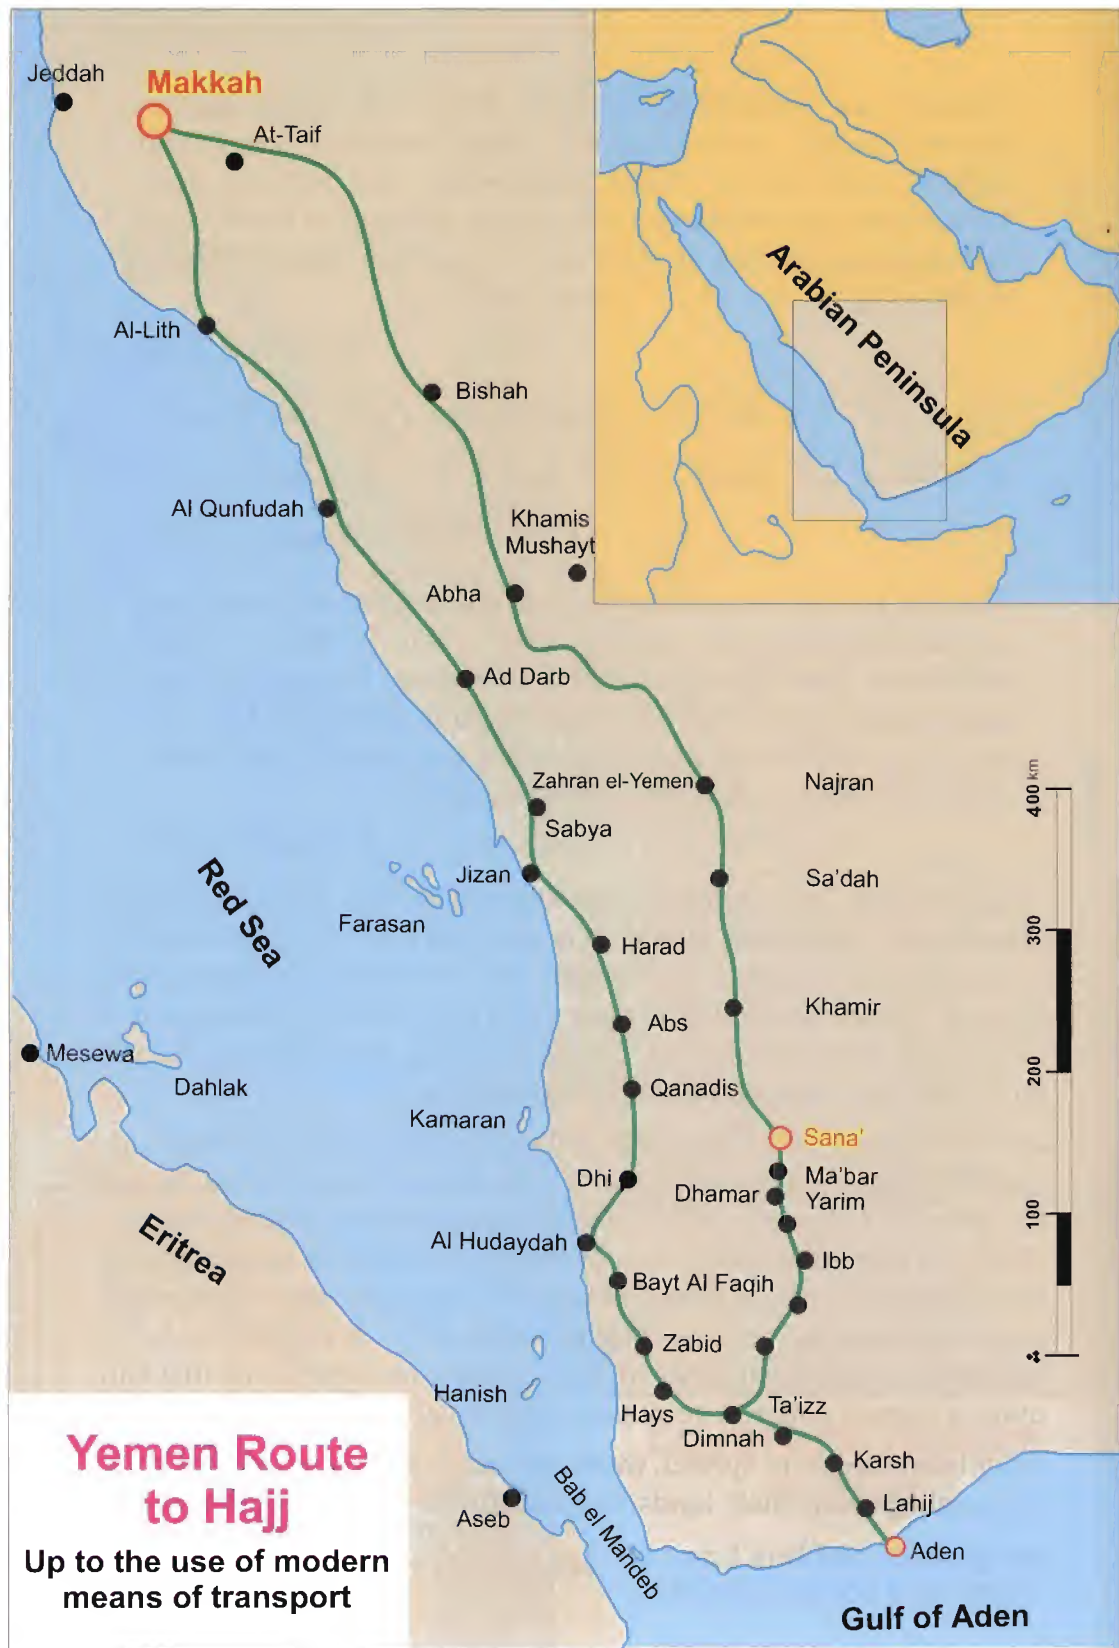 Jeddah
Makkah
At-Taif
Al-Lith
Bishah
Al Qunfudah
Khamis
Mushayt
Abha
Ad Darb
Zahran el-Yemen
Najran
Sabya
Jizan
Sa'dah
Farasan
Harad
Red Sea
Khamir
Abs
Mesewa
Dahlak
Qanadis
Kamaran
Sana'
Dhi
Ma'bar
Dhamar
Yarim
Al Hudaydah
Eritrea
Ibb
Bayt Al Faqih
Zabid
Hanish
Hays
Ta'izz
Dimnah
Karsh
Lahij
Aseb
Bab el Mandeb
Aden
Gulf of Aden
Arabian Peninsula
400 km
300
200
100
Yemen Route
to Hajj
Up to the use of modern
means of transport